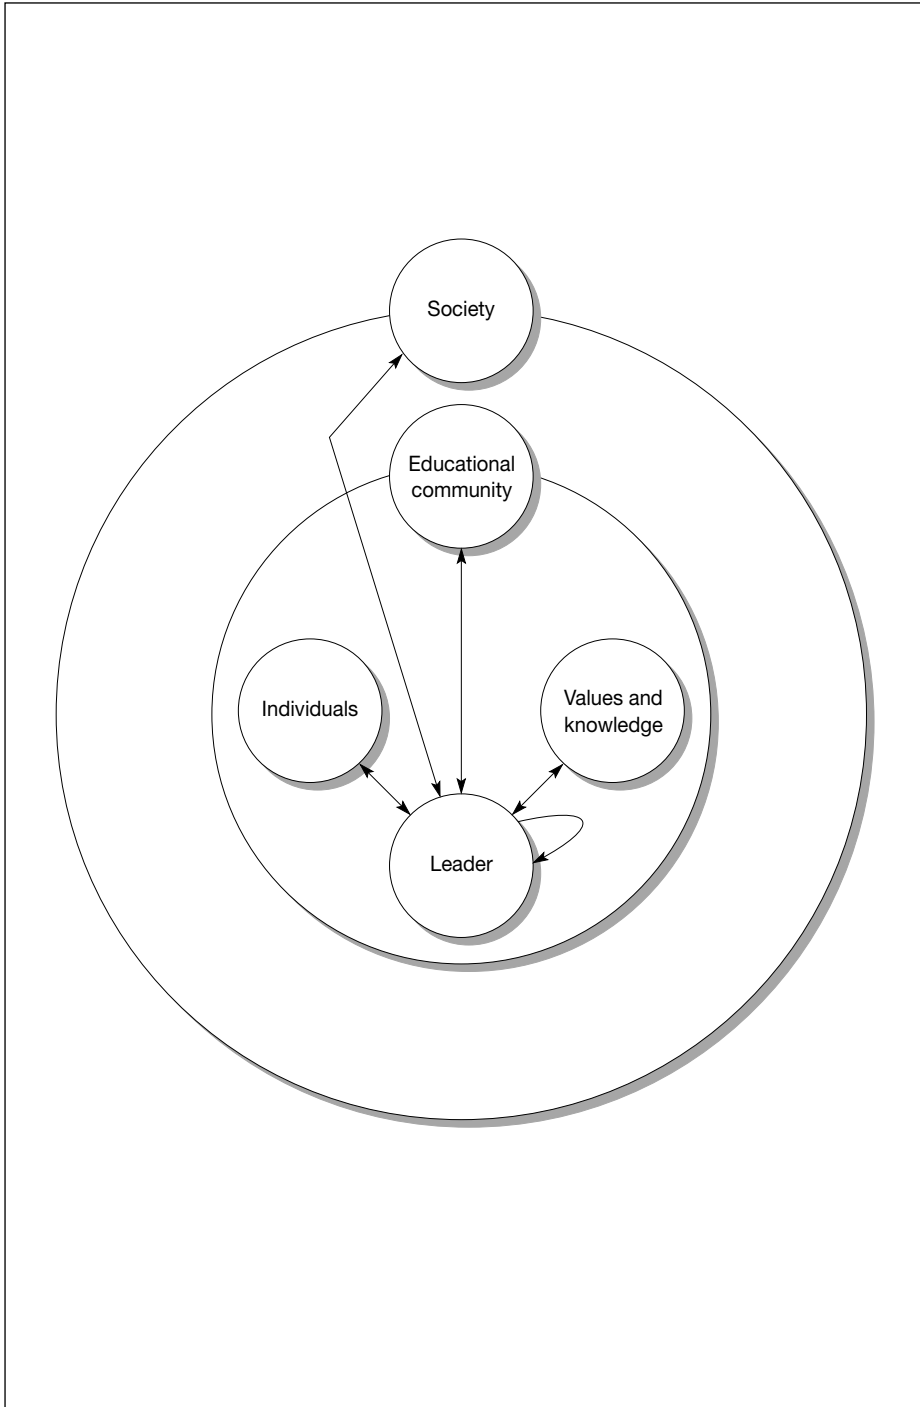 Society
Educational
community
Individuals
Values and
knowledge
Leader